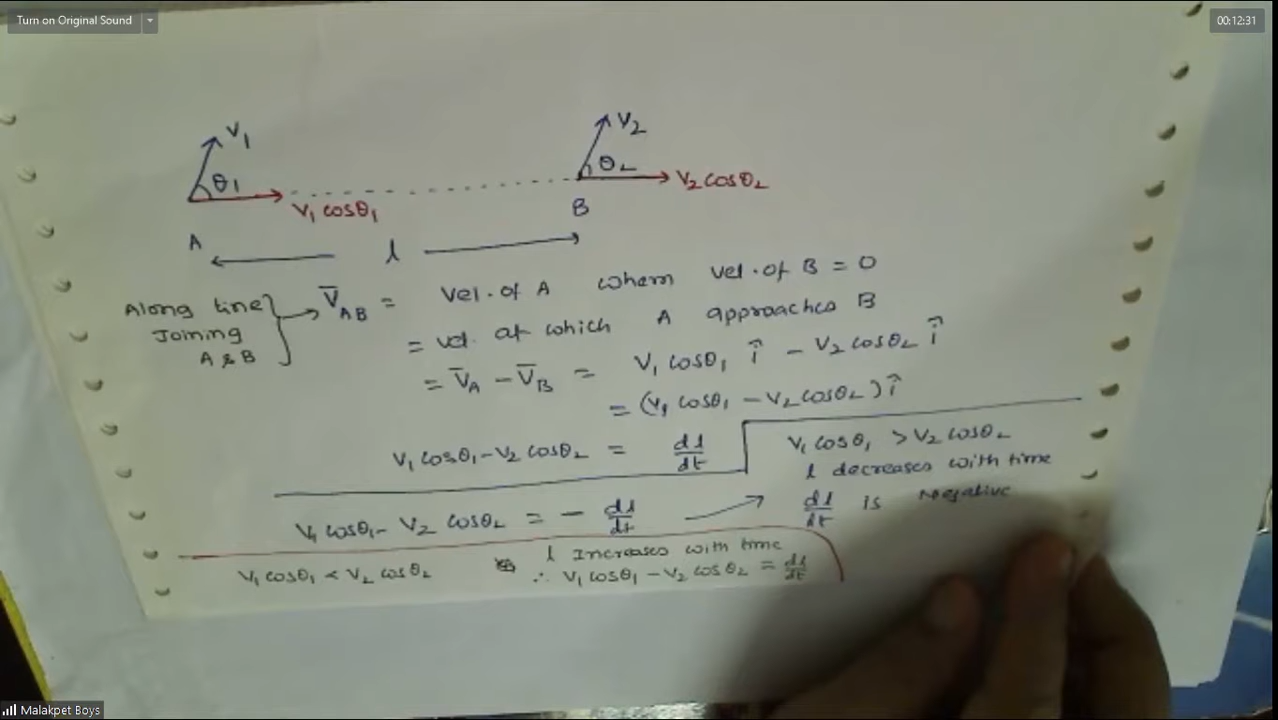 Turn on Original Sound
00:12:31
V1
V2
θ1
θ2
V1 cosθ1
V2 cosθ2
A
B
l
Along line
Joining
A & B
V̅AB = Vel. of A when vel. of B = 0
= vel. at which A approaches B
= V̅A − V̅B = V1 cosθ1 î − V2 cosθ2 î
= (V1 cosθ1 − V2 cosθ2) î
V1 cosθ1 − V2 cosθ2 = dl/dt
V1 cosθ1 > V2 cosθ2
l decreases with time
dl/dt is Negative
V1 cosθ1 − V2 cosθ2 = − dl/dt
V1 cosθ1 < V2 cosθ2
l Increases with time
∴ V1 cosθ1 − V2 cosθ2 = dl/dt
Malakpet Boys